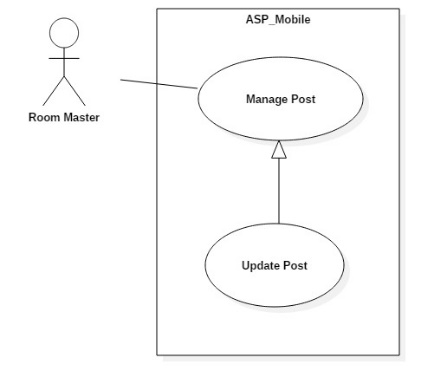 ASP_Mobile
Manage Post
Room Master
Update Post